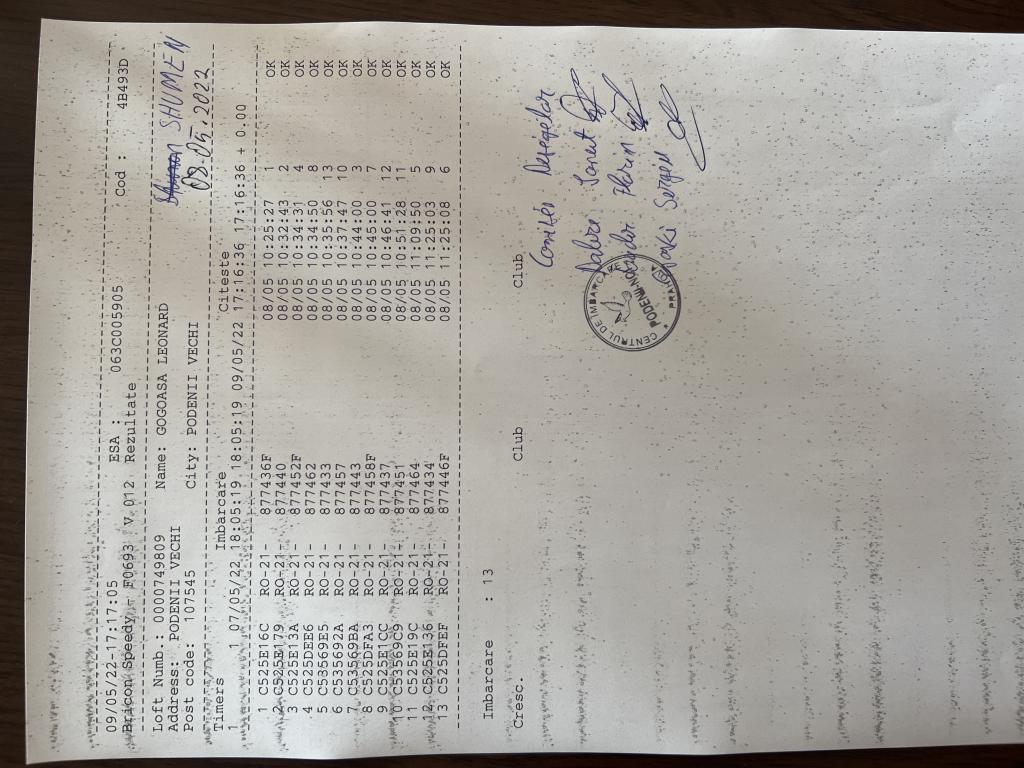 09/05/22-17:17:05 ESA : 063C005905 Cod : 4B493D
Bricon Speedy F0693 V 012 Rezultate
Loft Numb.: 0000749809 Name: GOGOASA LEONARD SHUMEN
Address: PODENII VECHI
Post code: 107545 City: PODENII VECHI 08.05.2022
Timers Imbarcare Citeste
1 1 07/05/22 18:05:19 18:05:19 09/05/22 17:16:36 17:16:36 + 0.00
1 C525E16C RO-21- 877436F 08/05 10:25:27 1 OK
2 C525E179 RO-21- 877440 08/05 10:32:43 2 OK
3 C525E13A RO-21- 877452F 08/05 10:34:31 4 OK
4 C525DEE6 RO-21- 877462 08/05 10:34:50 8 OK
5 C53569E5 RO-21- 877433 08/05 10:35:56 13 OK
6 C535692A RO-21- 877457 08/05 10:37:47 10 OK
7 C53569BA RO-21- 877443 08/05 10:44:00 3 OK
8 C525DFA3 RO-21- 877458F 08/05 10:45:00 7 OK
9 C525E1CC RO-21- 877437 08/05 10:46:41 12 OK
10 C53569C9 RO-21- 877451 08/05 10:51:28 11 OK
11 C525E19C RO-21- 877464 08/05 11:09:50 5 OK
12 C525E136 RO-21- 877434 08/05 11:25:03 9 OK
13 C525DFEF RO-21- 877446F 08/05 11:25:08 6 OK
Imbarcare : 13
Cresc. Club Club
CENTRUL DE IMBARCARE
PODENII-NOI
PRAHOVA